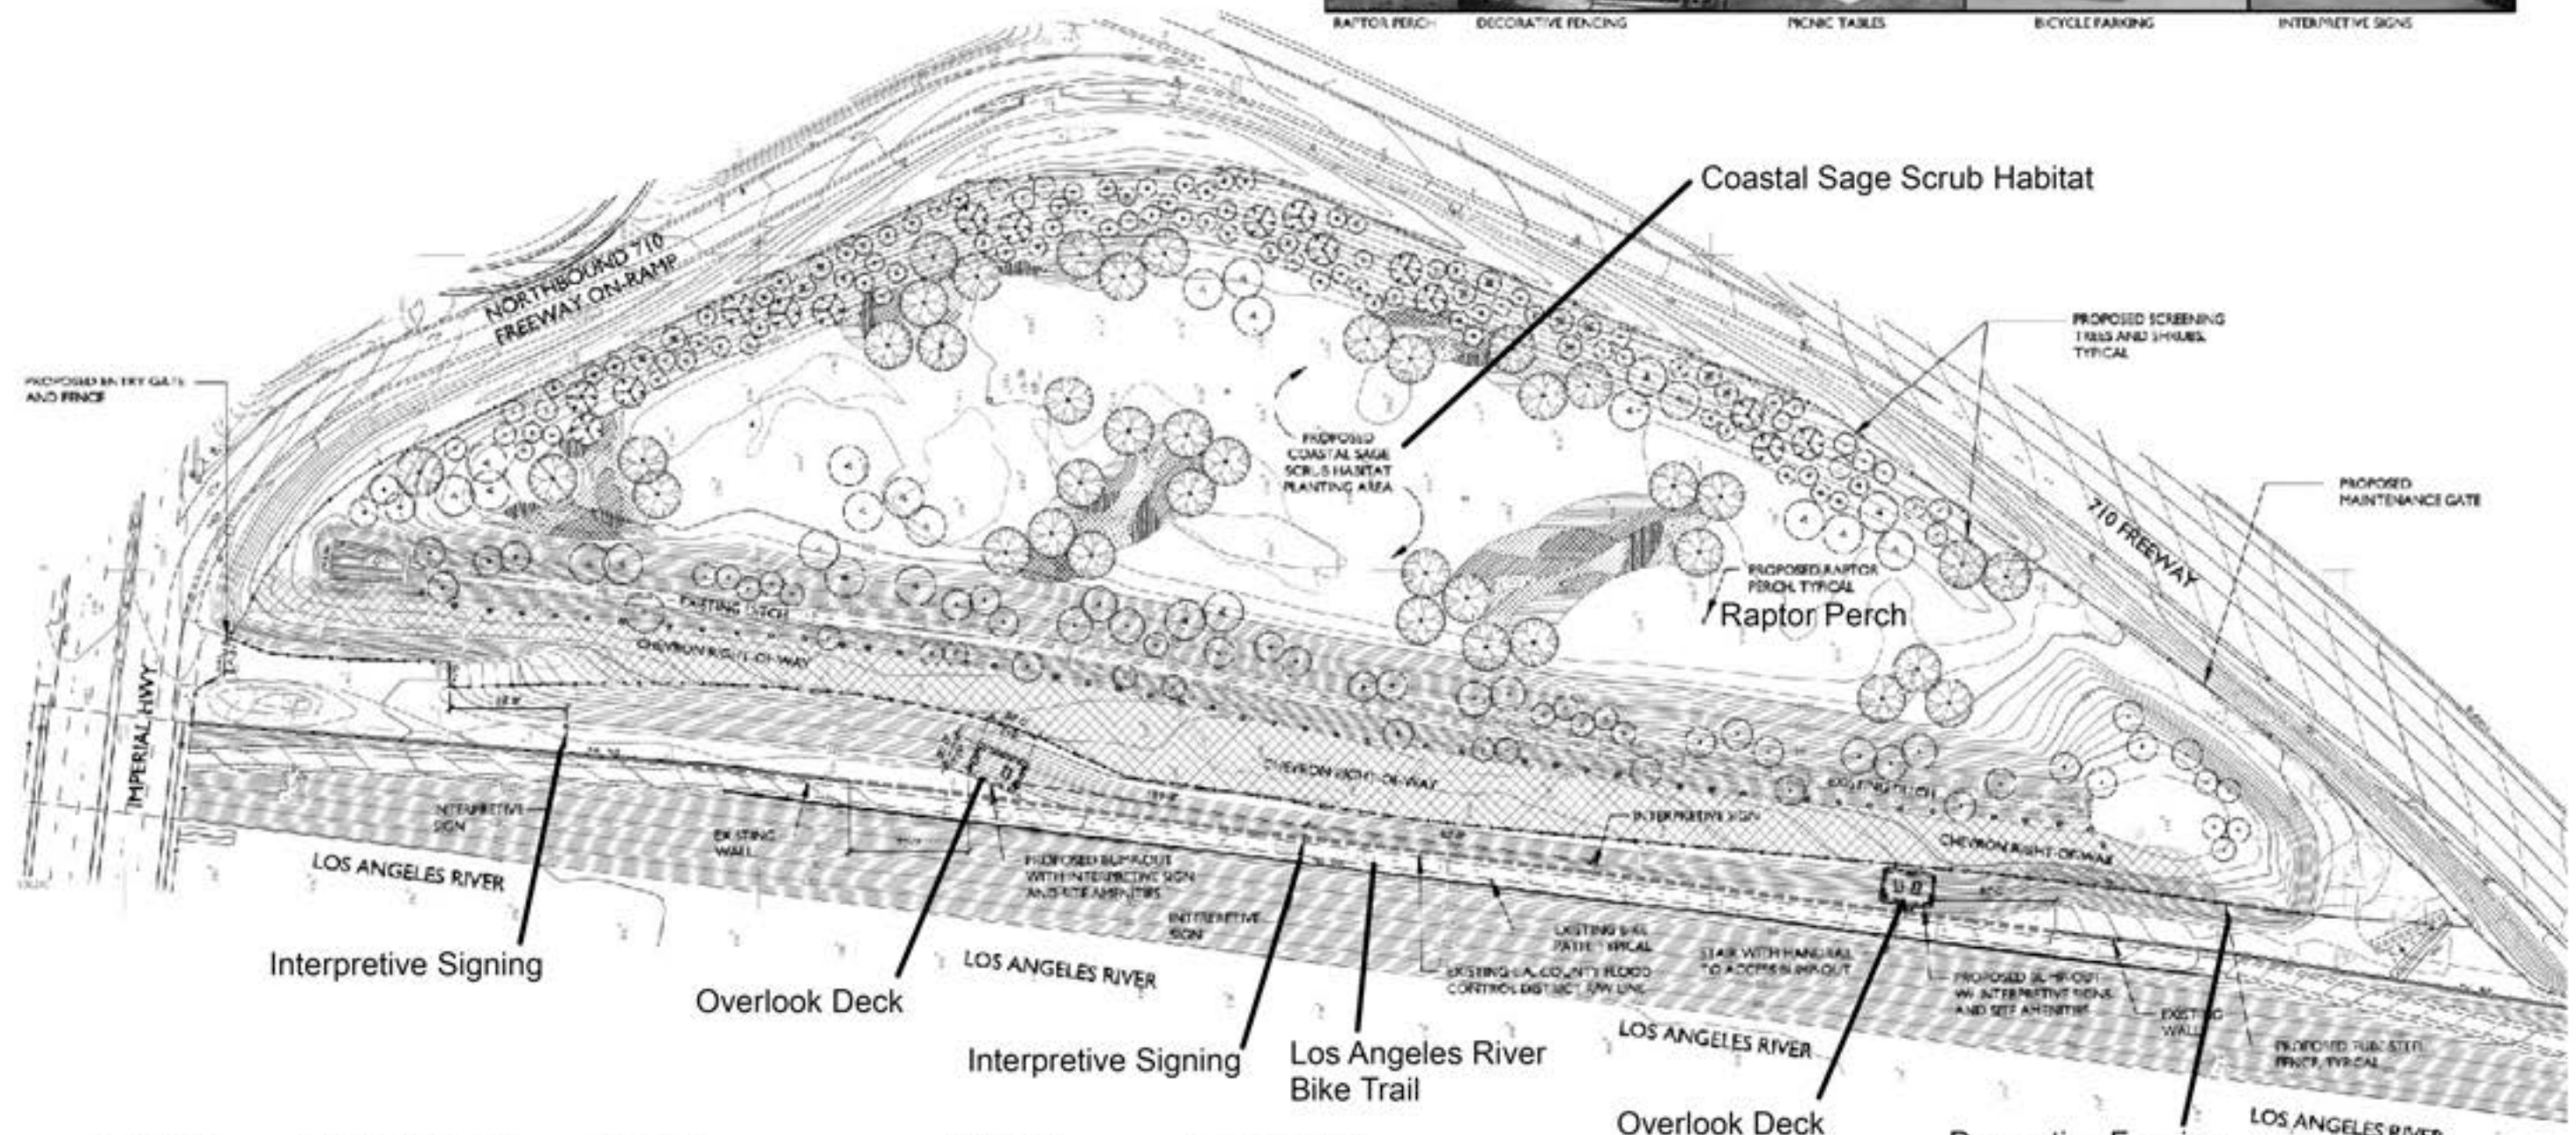 RAPTOR PERCH
DECORATIVE FENCING
PICNIC TABLES
BICYCLE PARKING
INTERPRETIVE SIGNS
Coastal Sage Scrub Habitat
NORTHBOUND 710
FREEWAY ON-RAMP
PROPOSED SCREENING
TREES AND SHRUBS,
TYPICAL
PROPOSED ENTRY GATE
AND FENCE
PROPOSED
COASTAL SAGE
SCRUB HABITAT
PLANTING AREA
PROPOSED
MAINTENANCE GATE
710 FREEWAY
PROPOSED RAPTOR
PERCH, TYPICAL
Raptor Perch
EXISTING DITCH
CHEVRON RIGHT-OF-WAY
IMPERIAL HWY
CHEVRON RIGHT-OF-WAY
EXISTING DITCH
INTERPRETIVE
SIGN
EXISTING
WALL
INTERPRETIVE SIGN
CHEVRON RIGHT-OF-WAY
LOS ANGELES RIVER
PROPOSED BUMP-OUT
WITH INTERPRETIVE SIGN
AND SITE AMENITIES
INTERPRETIVE
SIGN
EXISTING BIKE
PATH, TYPICAL
EXISTING L.A. COUNTY FLOOD
CONTROL DISTRICT R/W LINE
STAIR WITH HANDRAIL
TO ACCESS BUMP-OUT
PROPOSED BUMP-OUT
W/ INTERPRETIVE SIGNS
AND SITE AMENITIES
EXISTING
WALL
PROPOSED TUBE STEEL
FENCE, TYPICAL
Interpretive Signing
Overlook Deck
LOS ANGELES RIVER
Interpretive Signing
Los Angeles River
Bike Trail
LOS ANGELES RIVER
Overlook Deck
LOS ANGELES RIVER